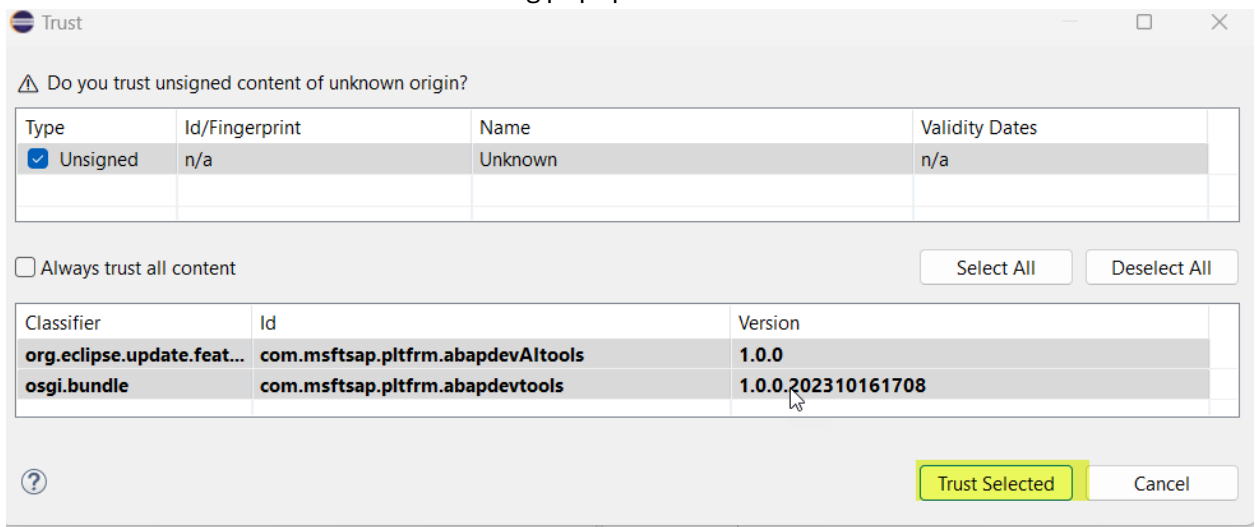 Trust
Do you trust unsigned content of unknown origin?
Type Id/Fingerprint Name Validity Dates
Unsigned n/a Unknown n/a
Always trust all content Select All Deselect All
Classifier Id Version
org.eclipse.update.feat... com.msftsap.pltfrm.abapdevAItools 1.0.0
osgi.bundle com.msftsap.pltfrm.abapdevtools 1.0.0.202310161708
? Trust Selected Cancel